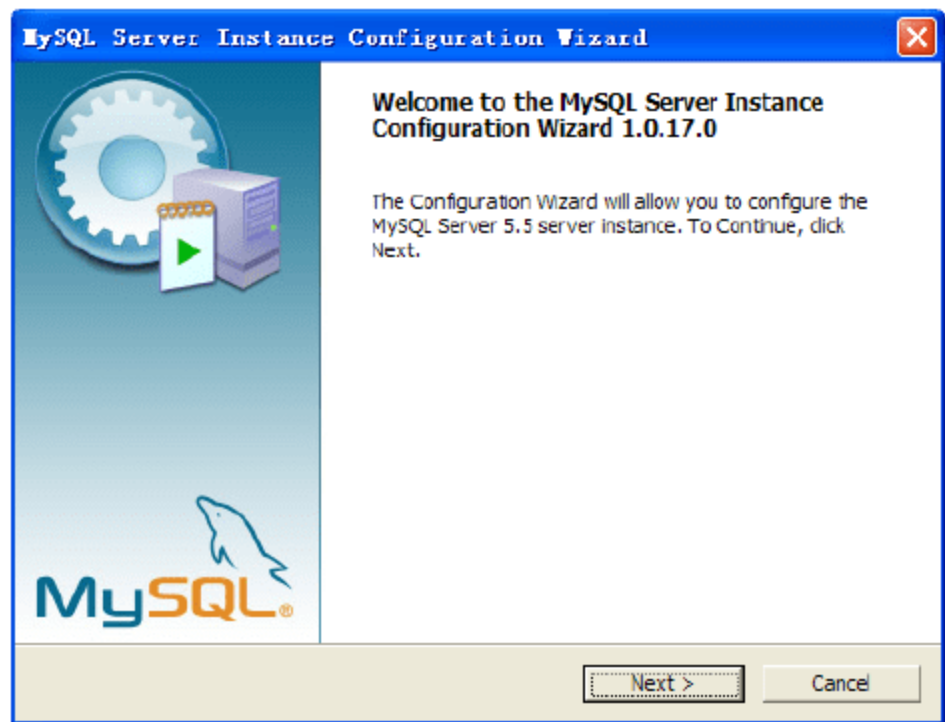 MySQL Server Instance Configuration Wizard
Welcome to the MySQL Server Instance
Configuration Wizard 1.0.17.0
The Configuration Wizard will allow you to configure the
MySQL Server 5.5 server instance. To Continue, click
Next.
MySQL®
Next >
Cancel